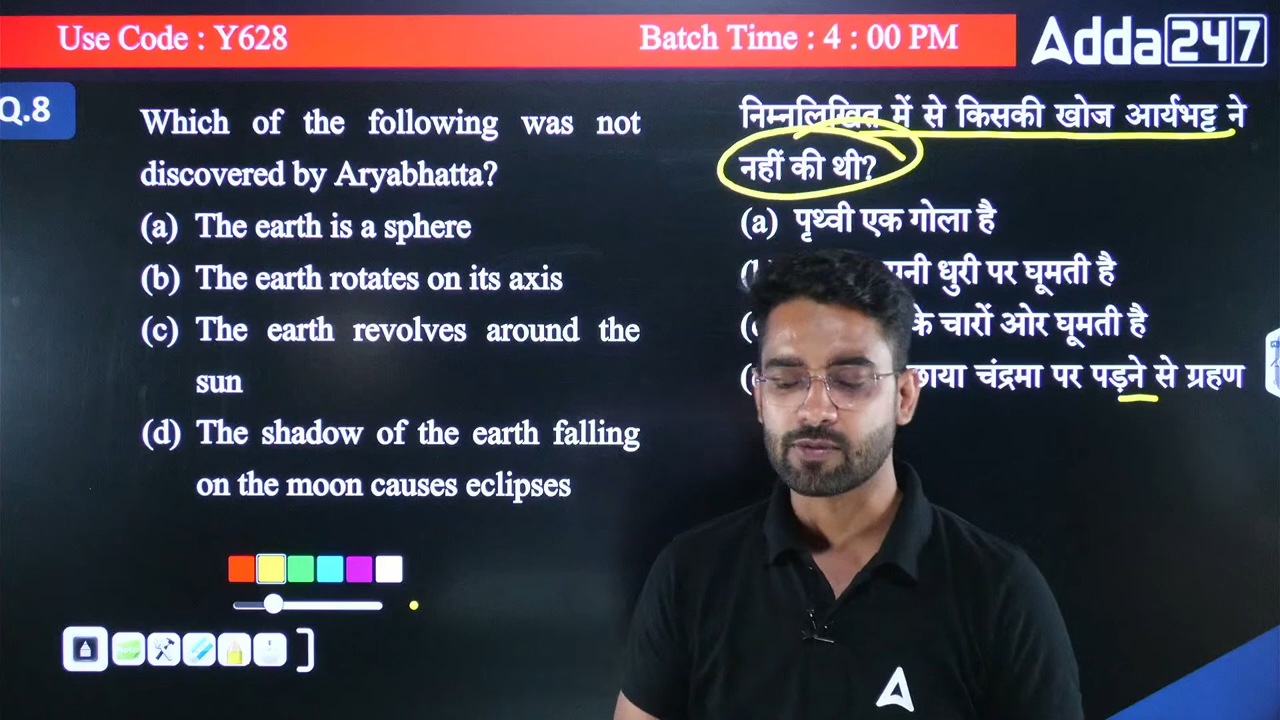 Use Code : Y628
Batch Time : 4 : 00 PM
Adda247
Q.8
Which of the following was not
discovered by Aryabhatta?
(a) The earth is a sphere
(b) The earth rotates on its axis
(c) The earth revolves around the
sun
(d) The shadow of the earth falling
on the moon causes eclipses
निम्नलिखित में से किसकी खोज आर्यभट्ट ने
नहीं की थी?
(a) पृथ्वी एक गोला है
धुरी पर घूमती है
के चारों ओर घूमती है
छाया चंद्रमा पर पड़ने से ग्रहण